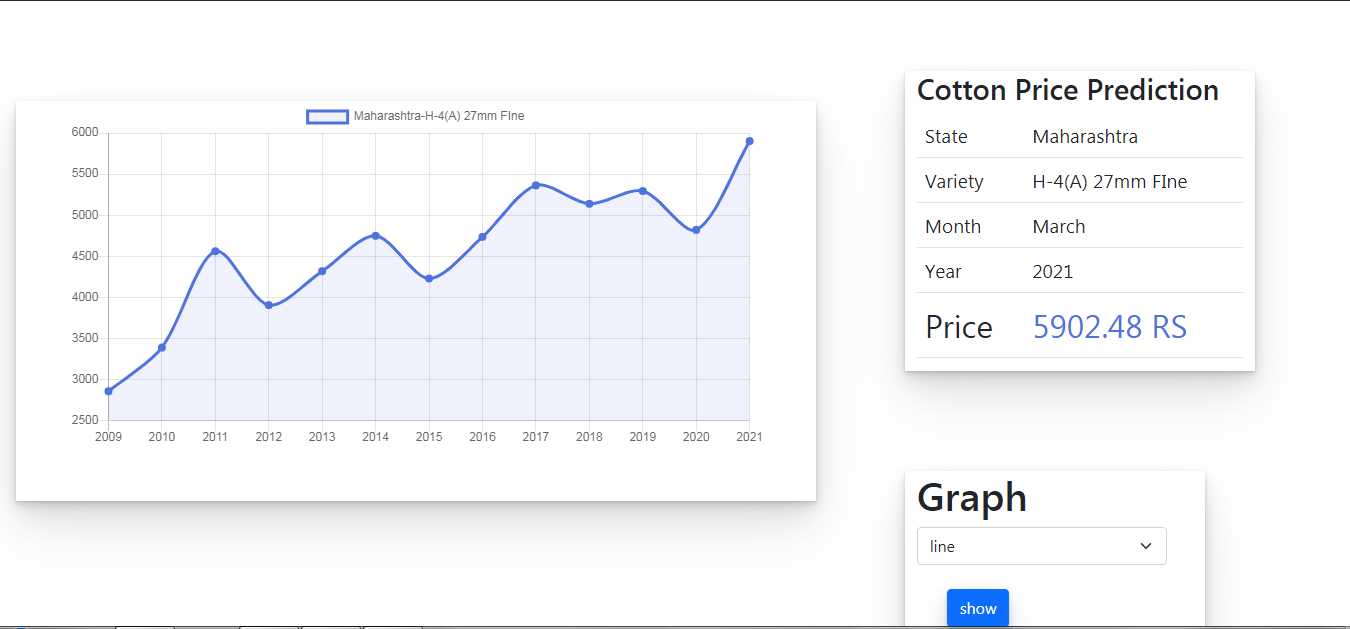 Maharashtra-H-4(A) 27mm FIne
6000
5500
5000
4500
4000
3500
3000
2500
2009 2010 2011 2012 2013 2014 2015 2016 2017 2018 2019 2020 2021
Cotton Price Prediction
State Maharashtra
Variety H-4(A) 27mm FIne
Month March
Year 2021
Price 5902.48 RS
Graph
line
show